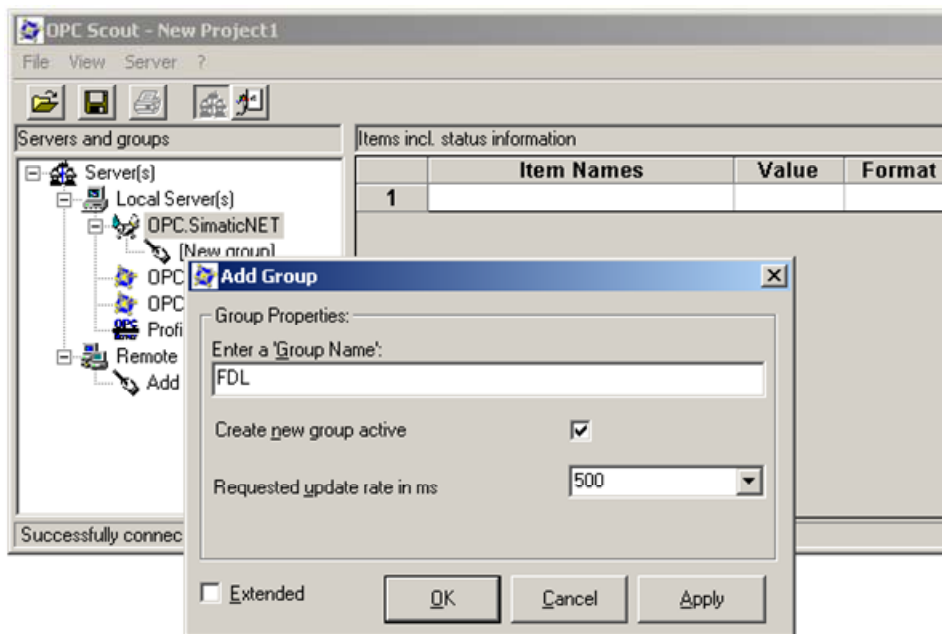 OPC Scout - New Project1
File View Server ?
Servers and groups
Items incl. status information
Server(s)
Local Server(s)
OPC.SimaticNET
[New group]
OPC
OPC
Profi
Remote
Add
Item Names Value Format
1
Add Group
Group Properties:
Enter a 'Group Name':
FDL
Create new group active
Requested update rate in ms
500
Extended
OK Cancel Apply
Successfully connec